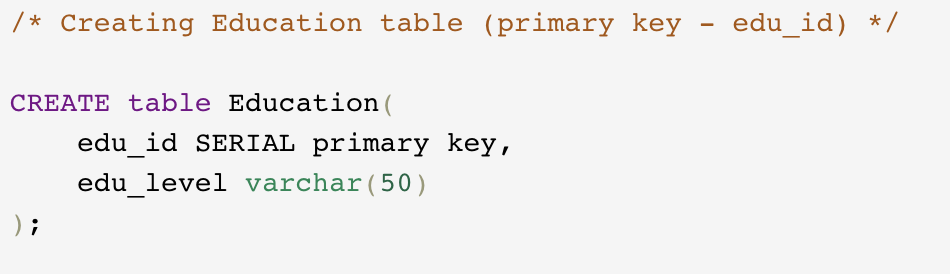 /* Creating Education table (primary key - edu_id) */
CREATE table Education(
edu_id SERIAL primary key,
edu_level varchar(50)
);